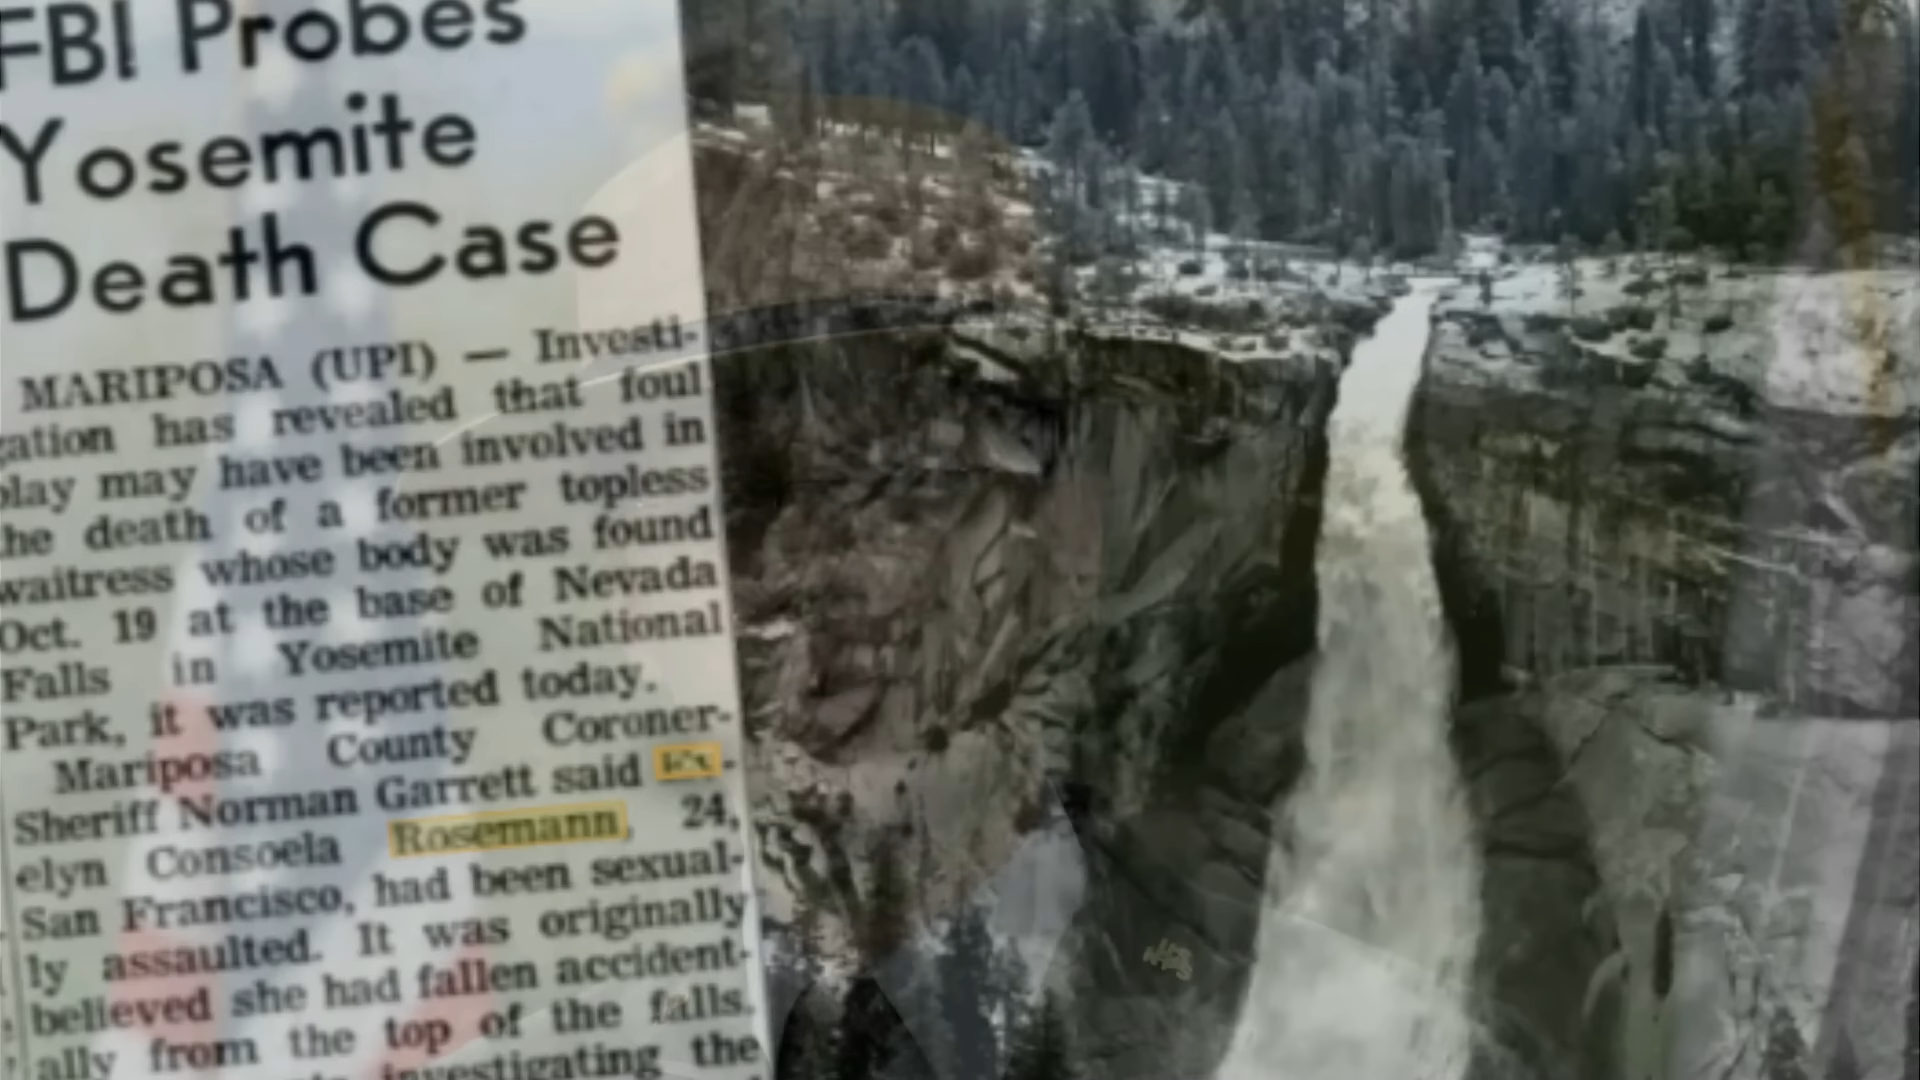 FBI Probes
Yosemite
Death Case
MARIPOSA (UPI) — Investi-
gation has revealed that foul
play may have been involved in
the death of a former topless
waitress whose body was found
Oct. 19 at the base of Nevada
Falls in Yosemite National
Park, it was reported today.
Mariposa County Coroner-
Sheriff Norman Garrett said Ev-
elyn Consoela Rosemann, 24,
San Francisco, had been sexual-
ly assaulted. It was originally
believed she had fallen accident-
ally from the top of the falls.
investigating the